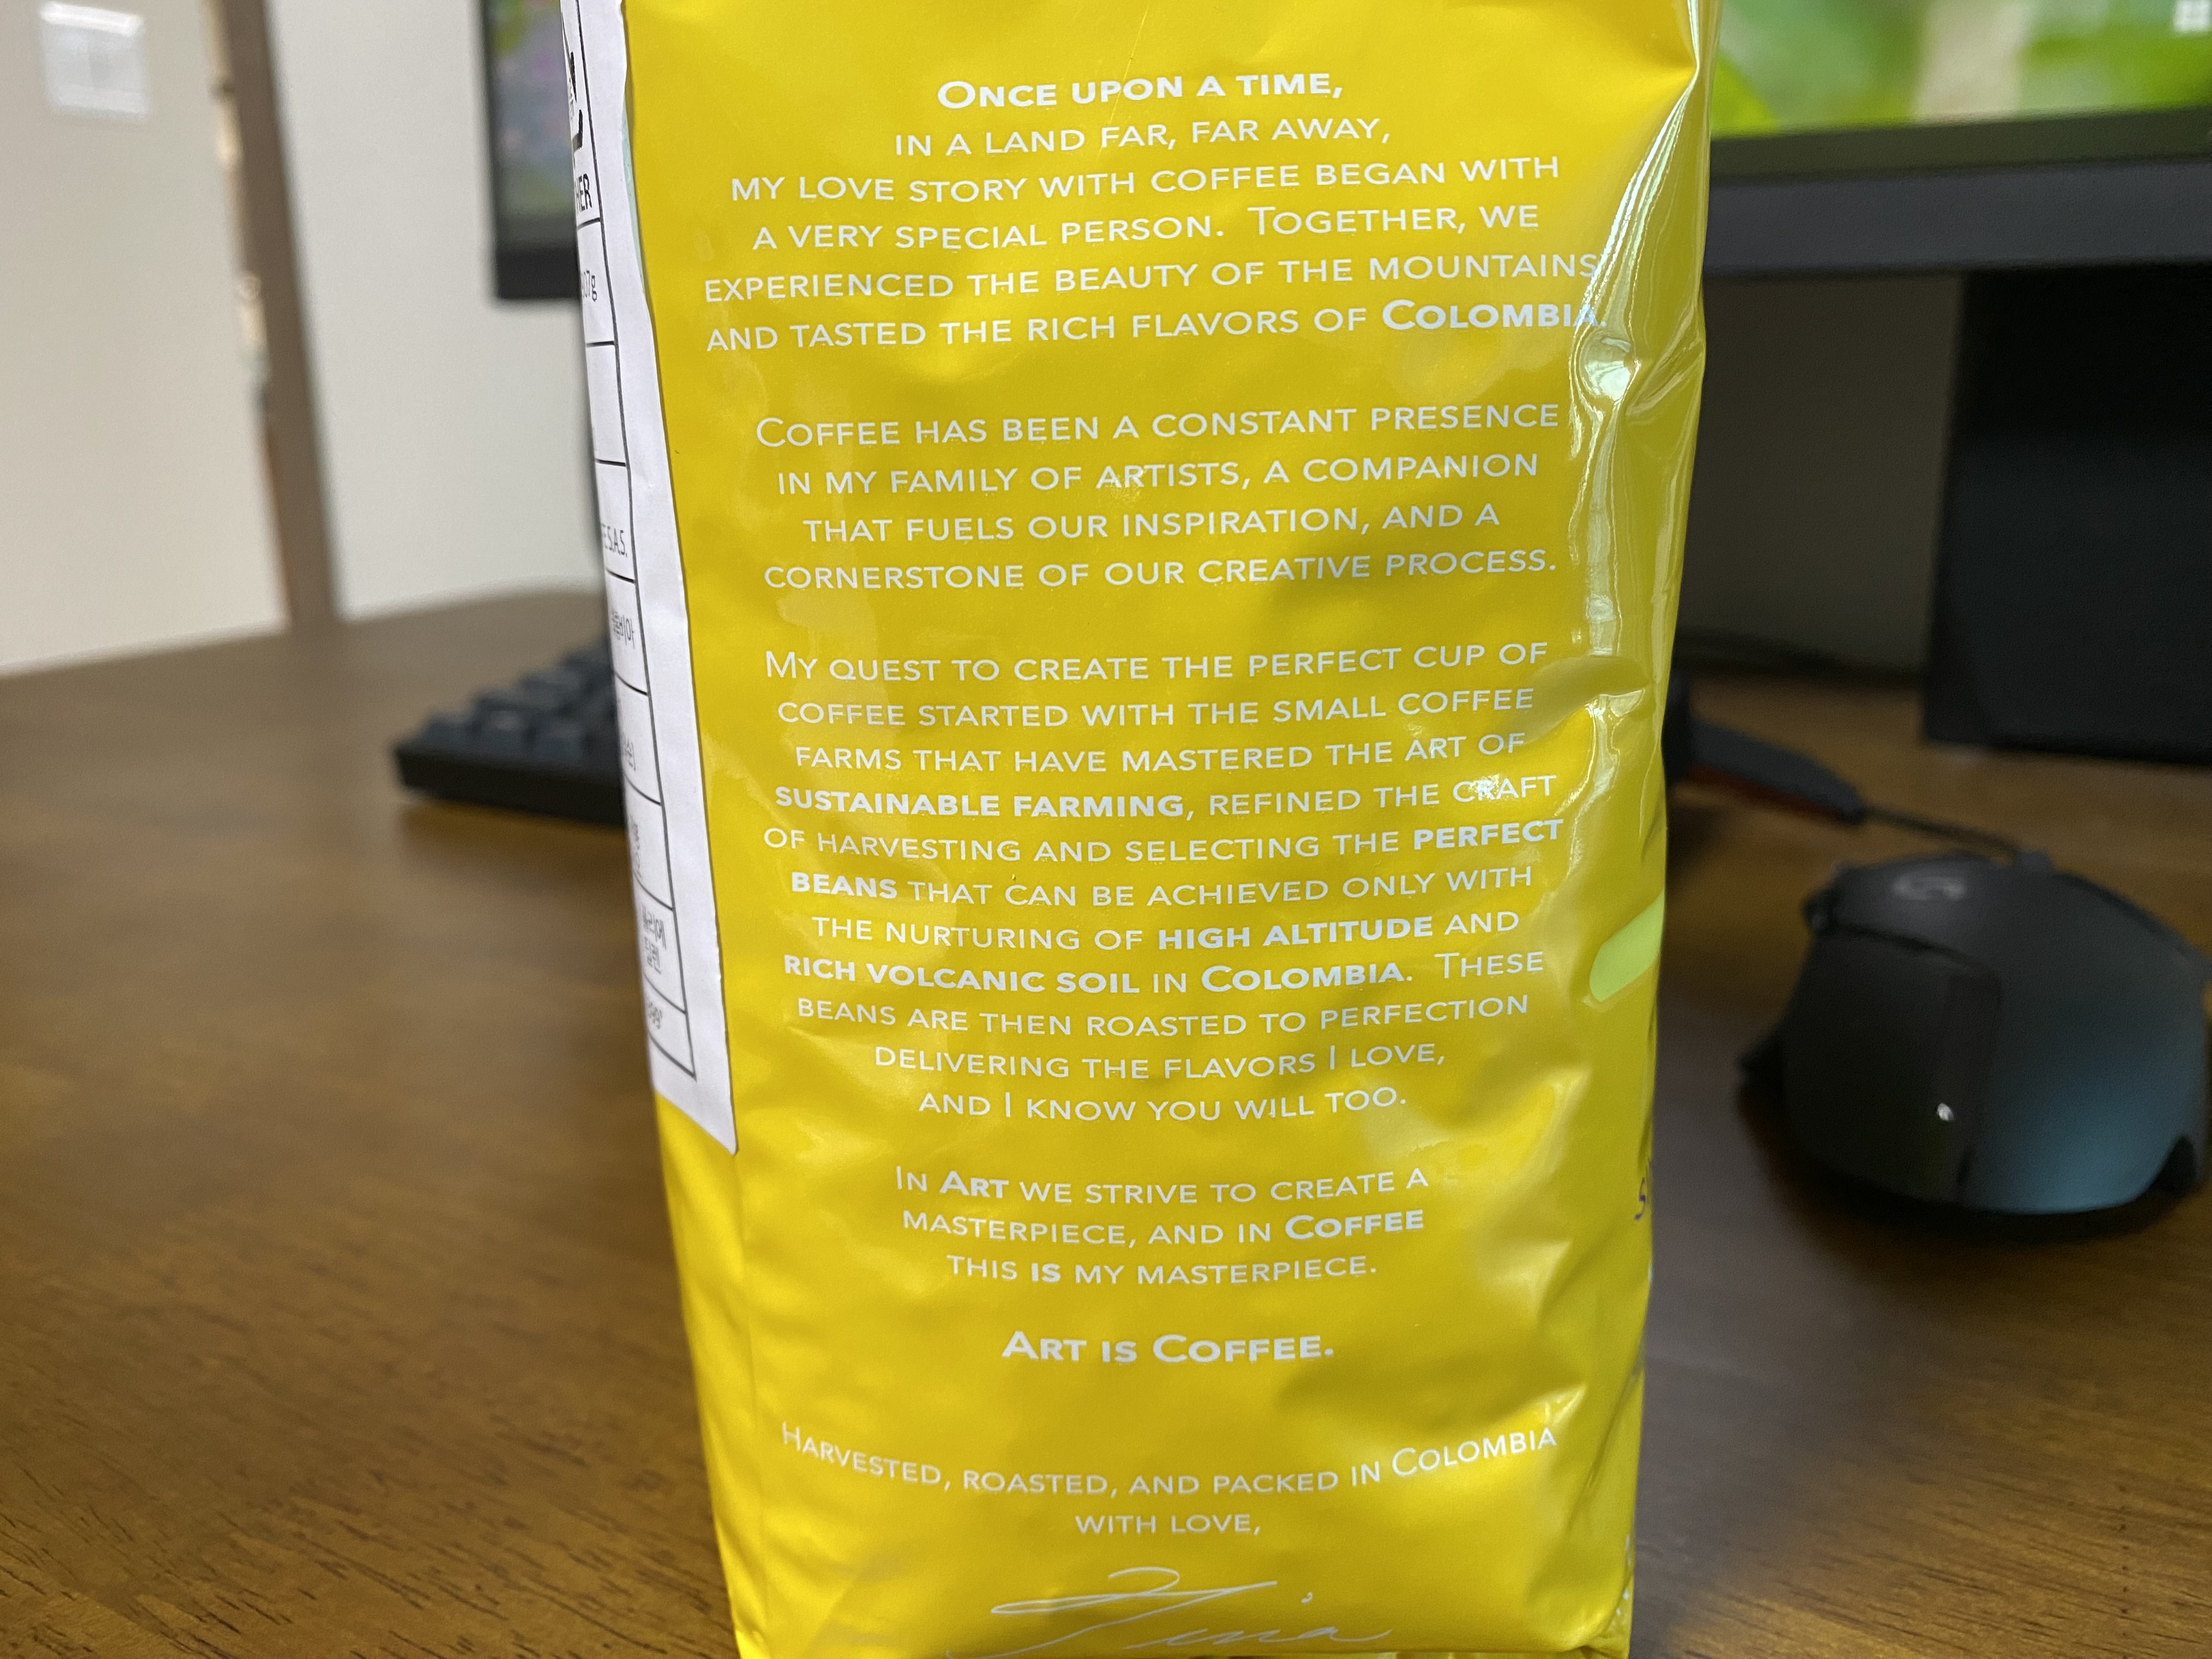 Once upon a time,
in a land far, far away,
my love story with coffee began with
a very special person. Together, we
experienced the beauty of the mountains
and tasted the rich flavors of Colombia.
Coffee has been a constant presence
in my family of artists, a companion
that fuels our inspiration, and a
cornerstone of our creative process.
My quest to create the perfect cup of
coffee started with the small coffee
farms that have mastered the art of
sustainable farming, refined the craft
of harvesting and selecting the perfect
beans that can be achieved only with
the nurturing of high altitude and
rich volcanic soil in Colombia. These
beans are then roasted to perfection
delivering the flavors I love,
and I know you will too.
In Art we strive to create a
masterpiece, and in Coffee
this is my masterpiece.
Art is Coffee.
Harvested, roasted, and packed in Colombia
with love,
Tina